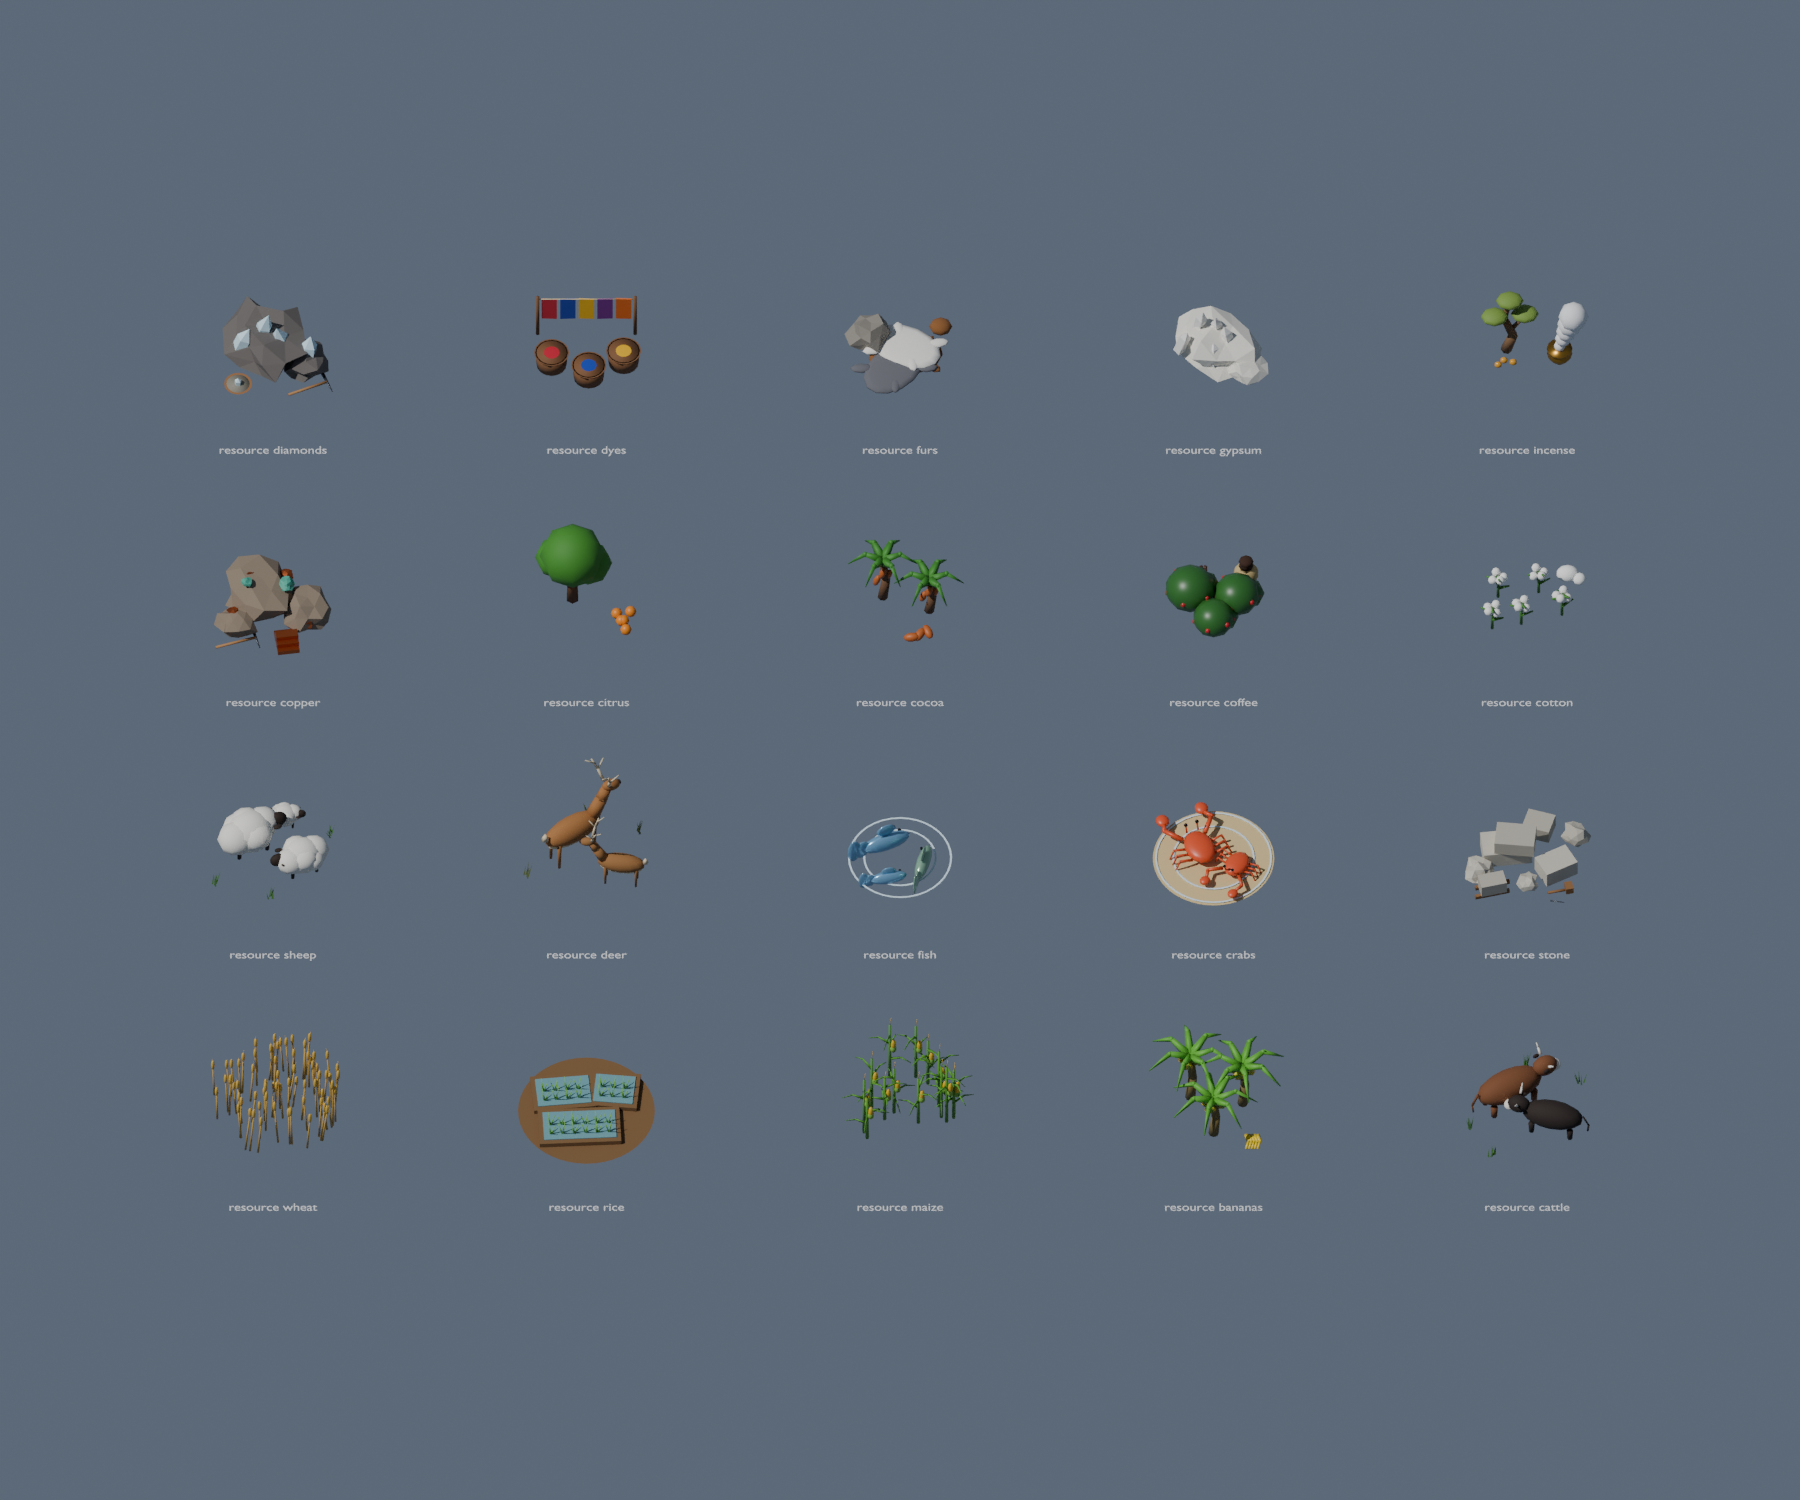 resource diamonds
resource dyes
resource furs
resource gypsum
resource incense
resource copper
resource citrus
resource cocoa
resource coffee
resource cotton
resource sheep
resource deer
resource fish
resource crabs
resource stone
resource wheat
resource rice
resource maize
resource bananas
resource cattle